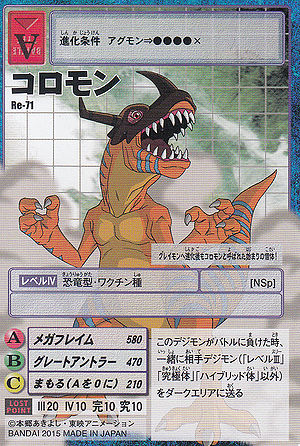 進化条件 アグモン⇒●●●●×
コロモン
Re-71
グレイモンへ進化後もコロモンと呼ばれた始まりの個体!
レベルIV 恐竜型・ワクチン種 [NSp]
A メガフレイム 580
B グレートアントラー 470
C まもる(Aを0に) 210
このデジモンがバトルに負けた時、
一緒に相手デジモン(「レベルIII」
「究極体」「ハイブリッド体」以外)
をダークエリアに送る
LOST POINT III20 IV10 完10 究10
©本郷あきよし・東映アニメーション
BANDAI 2015 MADE IN JAPAN